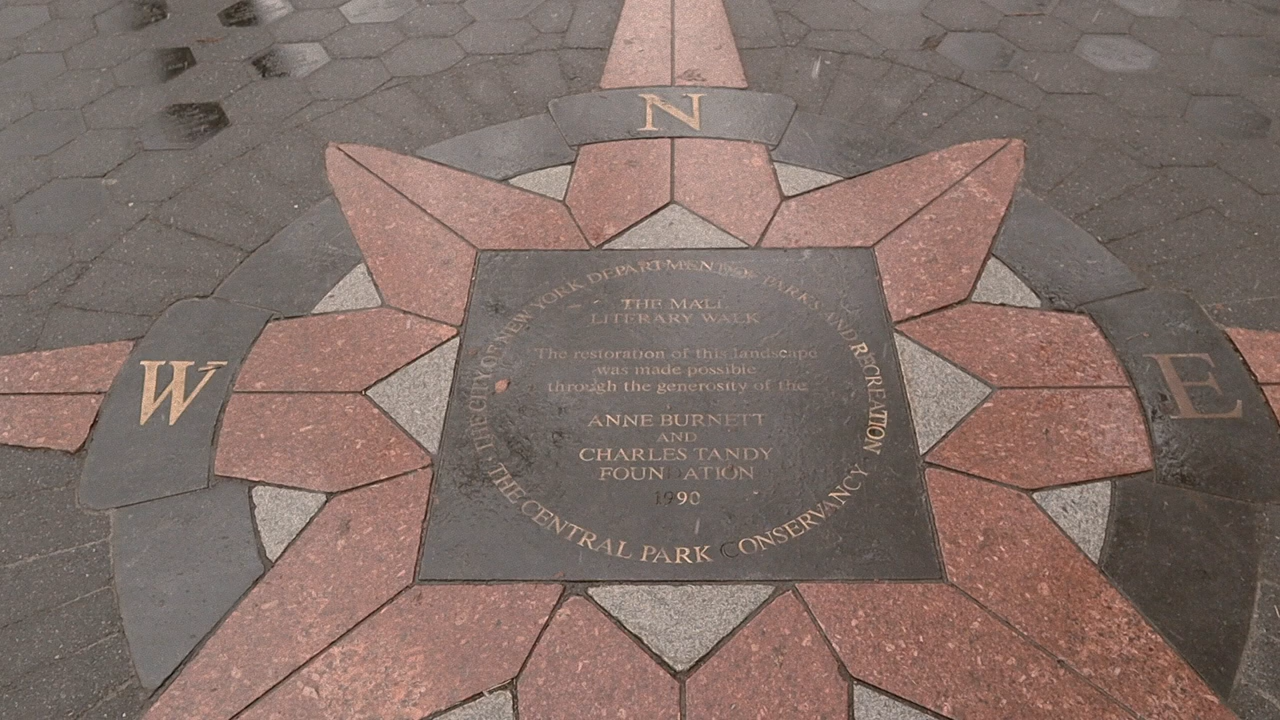 N
W
E
THE CITY OF NEW YORK DEPARTMENT OF PARKS AND RECREATION
THE MALL
LITERARY WALK
The restoration of this landscape
was made possible
through the generosity of the
ANNE BURNETT
AND
CHARLES TANDY
FOUNDATION
1990
· THE CENTRAL PARK CONSERVANCY